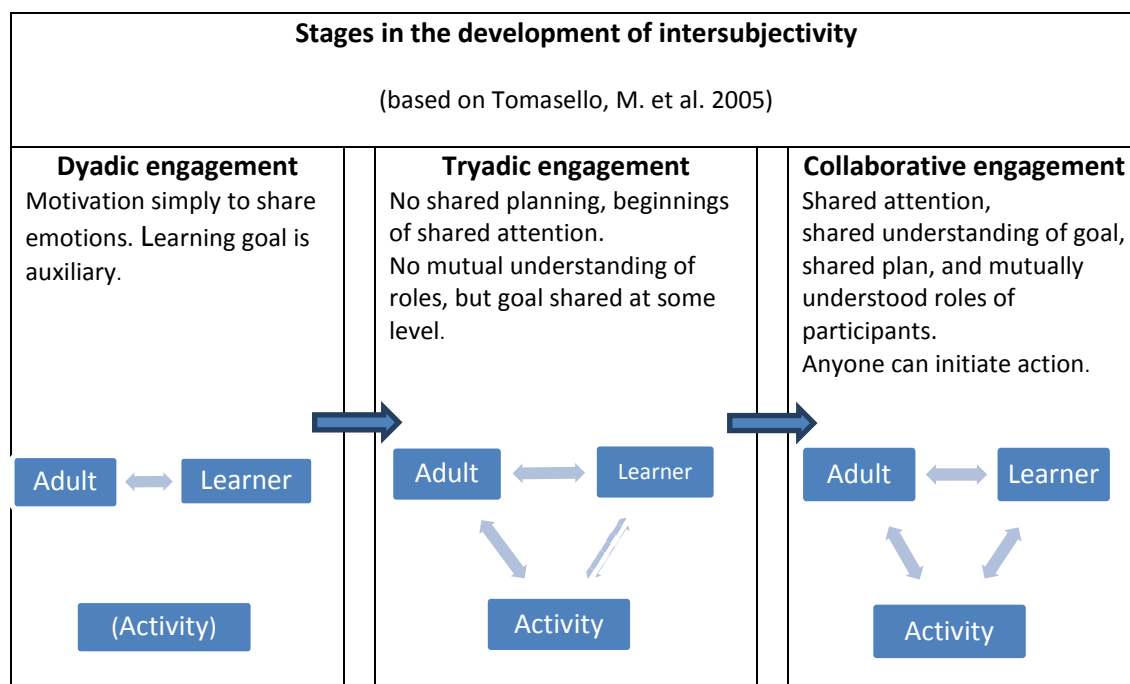 Stages in the development of intersubjectivity
(based on Tomasello, M. et al. 2005)
Dyadic engagement
Motivation simply to share
emotions. Learning goal is
auxiliary.
Adult
Learner
(Activity)
Tryadic engagement
No shared planning, beginnings
of shared attention.
No mutual understanding of
roles, but goal shared at some
level.
Adult
Learner
Activity
Collaborative engagement
Shared attention,
shared understanding of goal,
shared plan, and mutually
understood roles of
participants.
Anyone can initiate action.
Adult
Learner
Activity